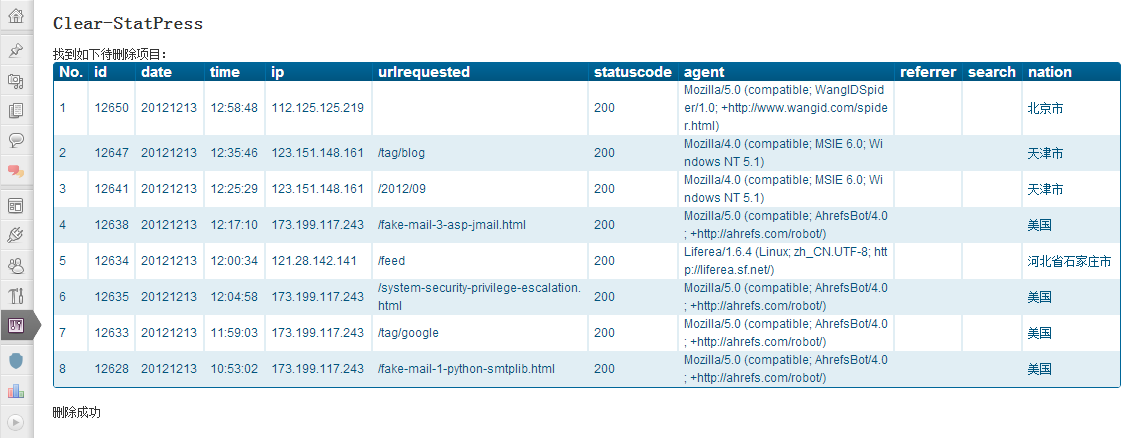 Clear-StatPress
找到如下待删除项目：
No. id date time ip urlrequested statuscode agent referrer search nation
1 12650 20121213 12:58:48 112.125.125.219 200 Mozilla/5.0 (compatible; WangIDSpid
er/1.0; +http://www.wangid.com/spide
r.html) 北京市
2 12647 20121213 12:35:46 123.151.148.161 /tag/blog 200 Mozilla/4.0 (compatible; MSIE 6.0; Wi
ndows NT 5.1) 天津市
3 12641 20121213 12:25:29 123.151.148.161 /2012/09 200 Mozilla/4.0 (compatible; MSIE 6.0; Wi
ndows NT 5.1) 天津市
4 12638 20121213 12:17:10 173.199.117.243 /fake-mail-3-asp-jmail.html 200 Mozilla/5.0 (compatible; AhrefsBot/4.0
; +http://ahrefs.com/robot/) 美国
5 12634 20121213 12:00:34 121.28.142.141 /feed 200 Liferea/1.6.4 (Linux; zh_CN.UTF-8; htt
p://liferea.sf.net/) 河北省石家庄市
6 12635 20121213 12:04:58 173.199.117.243 /system-security-privilege-escalation.
html 200 Mozilla/5.0 (compatible; AhrefsBot/4.0
; +http://ahrefs.com/robot/) 美国
7 12633 20121213 11:59:03 173.199.117.243 /tag/google 200 Mozilla/5.0 (compatible; AhrefsBot/4.0
; +http://ahrefs.com/robot/) 美国
8 12628 20121213 10:53:02 173.199.117.243 /fake-mail-1-python-smtplib.html 200 Mozilla/5.0 (compatible; AhrefsBot/4.0
; +http://ahrefs.com/robot/) 美国
删除成功